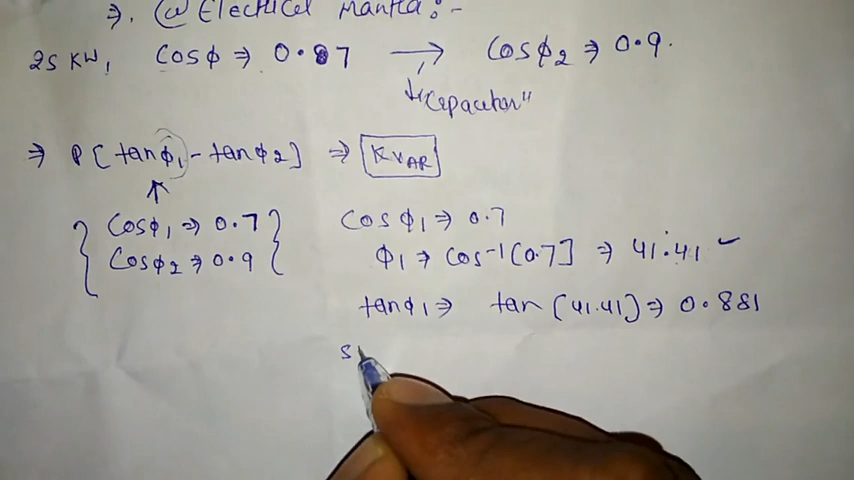 ⇒. @ Electrical Mantra:-
25 KW, cosϕ ⇒ 0.87 → cosϕ2 ⇒ 0.9.
"Capacitor"
⇒ P[tanϕ1 - tanϕ2] ⇒ KVAR
cosϕ1 ⇒ 0.7
cosϕ2 ⇒ 0.9
cosϕ1 ⇒ 0.7
ϕ1 ⇒ cos-1[0.7] ⇒ 41.41 ✓
tanϕ1 ⇒ tan[41.41] ⇒ 0.881
S